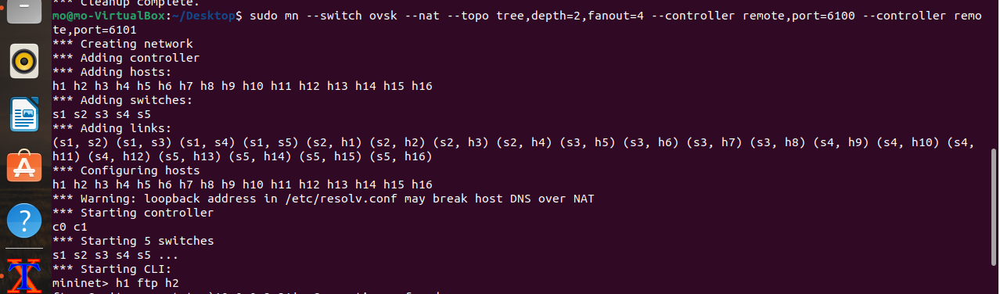 *** Cleanup complete.
mo@mo-VirtualBox:~/Desktop$ sudo mn --switch ovsk --nat --topo tree,depth=2,fanout=4 --controller remote,port=6100 --controller remo
te,port=6101
*** Creating network
*** Adding controller
*** Adding hosts:
h1 h2 h3 h4 h5 h6 h7 h8 h9 h10 h11 h12 h13 h14 h15 h16
*** Adding switches:
s1 s2 s3 s4 s5
*** Adding links:
(s1, s2) (s1, s3) (s1, s4) (s1, s5) (s2, h1) (s2, h2) (s2, h3) (s2, h4) (s3, h5) (s3, h6) (s3, h7) (s3, h8) (s4, h9) (s4, h10) (s4,
h11) (s4, h12) (s5, h13) (s5, h14) (s5, h15) (s5, h16)
*** Configuring hosts
h1 h2 h3 h4 h5 h6 h7 h8 h9 h10 h11 h12 h13 h14 h15 h16
*** Warning: loopback address in /etc/resolv.conf may break host DNS over NAT
*** Starting controller
c0 c1
*** Starting 5 switches
s1 s2 s3 s4 s5 ...
*** Starting CLI:
mininet> h1 ftp h2